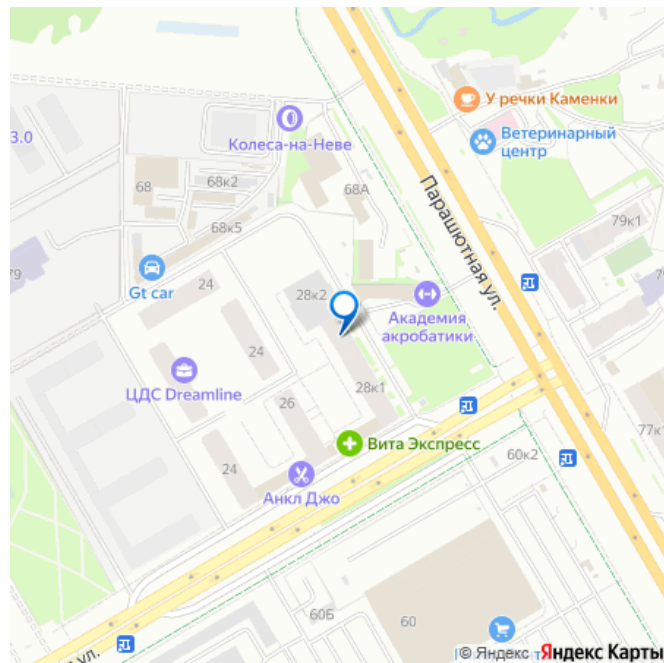 У речки Каменки
3.0
Колеса-на-Неве
Ветеринарный
центр
68
68к2
68А
Парашютная ул.
79к1
68к5
79
Gt car
24
28к2
Академия
акробатики
24
ЦДС Dreamline
28к1
26
77к1
Вита Экспресс
24
60к2
Анкл Джо
60Б
60
ул.
© Яндекс Яндекс Карты